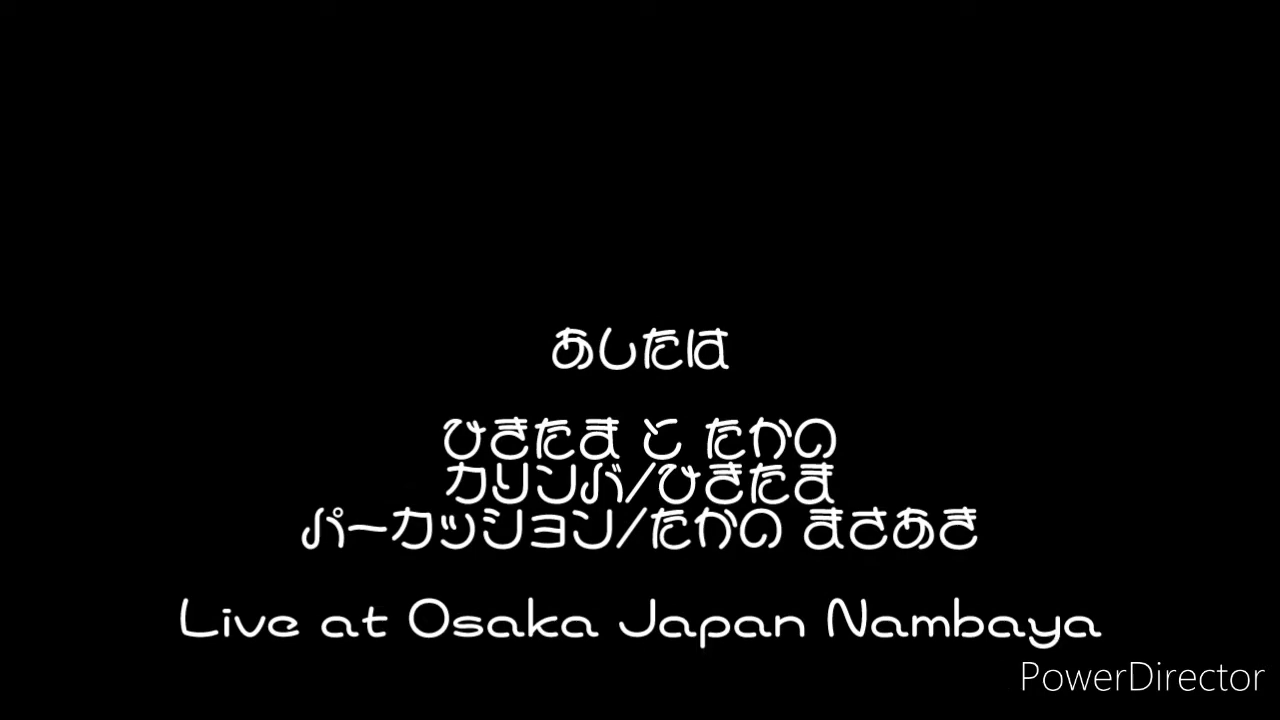 あしたは
ひきたま と たかの
カリンバ/ひきたま
パーカッション/たかの まさあき
Live at Osaka Japan Nambaya
PowerDirector